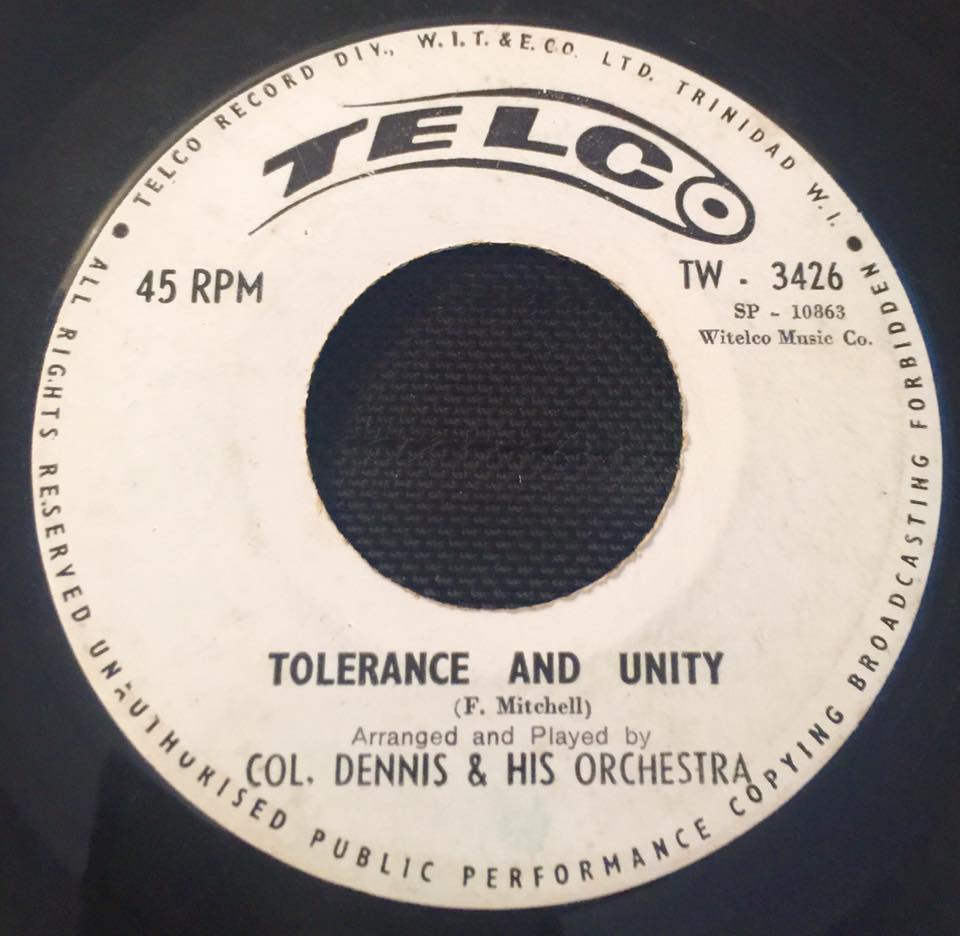 TELCO RECORD DIV., W.I.T. & E. CO. LTD. TRINIDAD W.I.
TELCO
45 RPM
TW - 3426
SP - 10863
Witelco Music Co.
TOLERANCE AND UNITY
(F. Mitchell)
Arranged and Played by
COL. DENNIS & HIS ORCHESTRA
ALL RIGHTS RESERVED UNAUTHORISED PUBLIC PERFORMANCE COPYING BROADCASTING FORBIDDEN